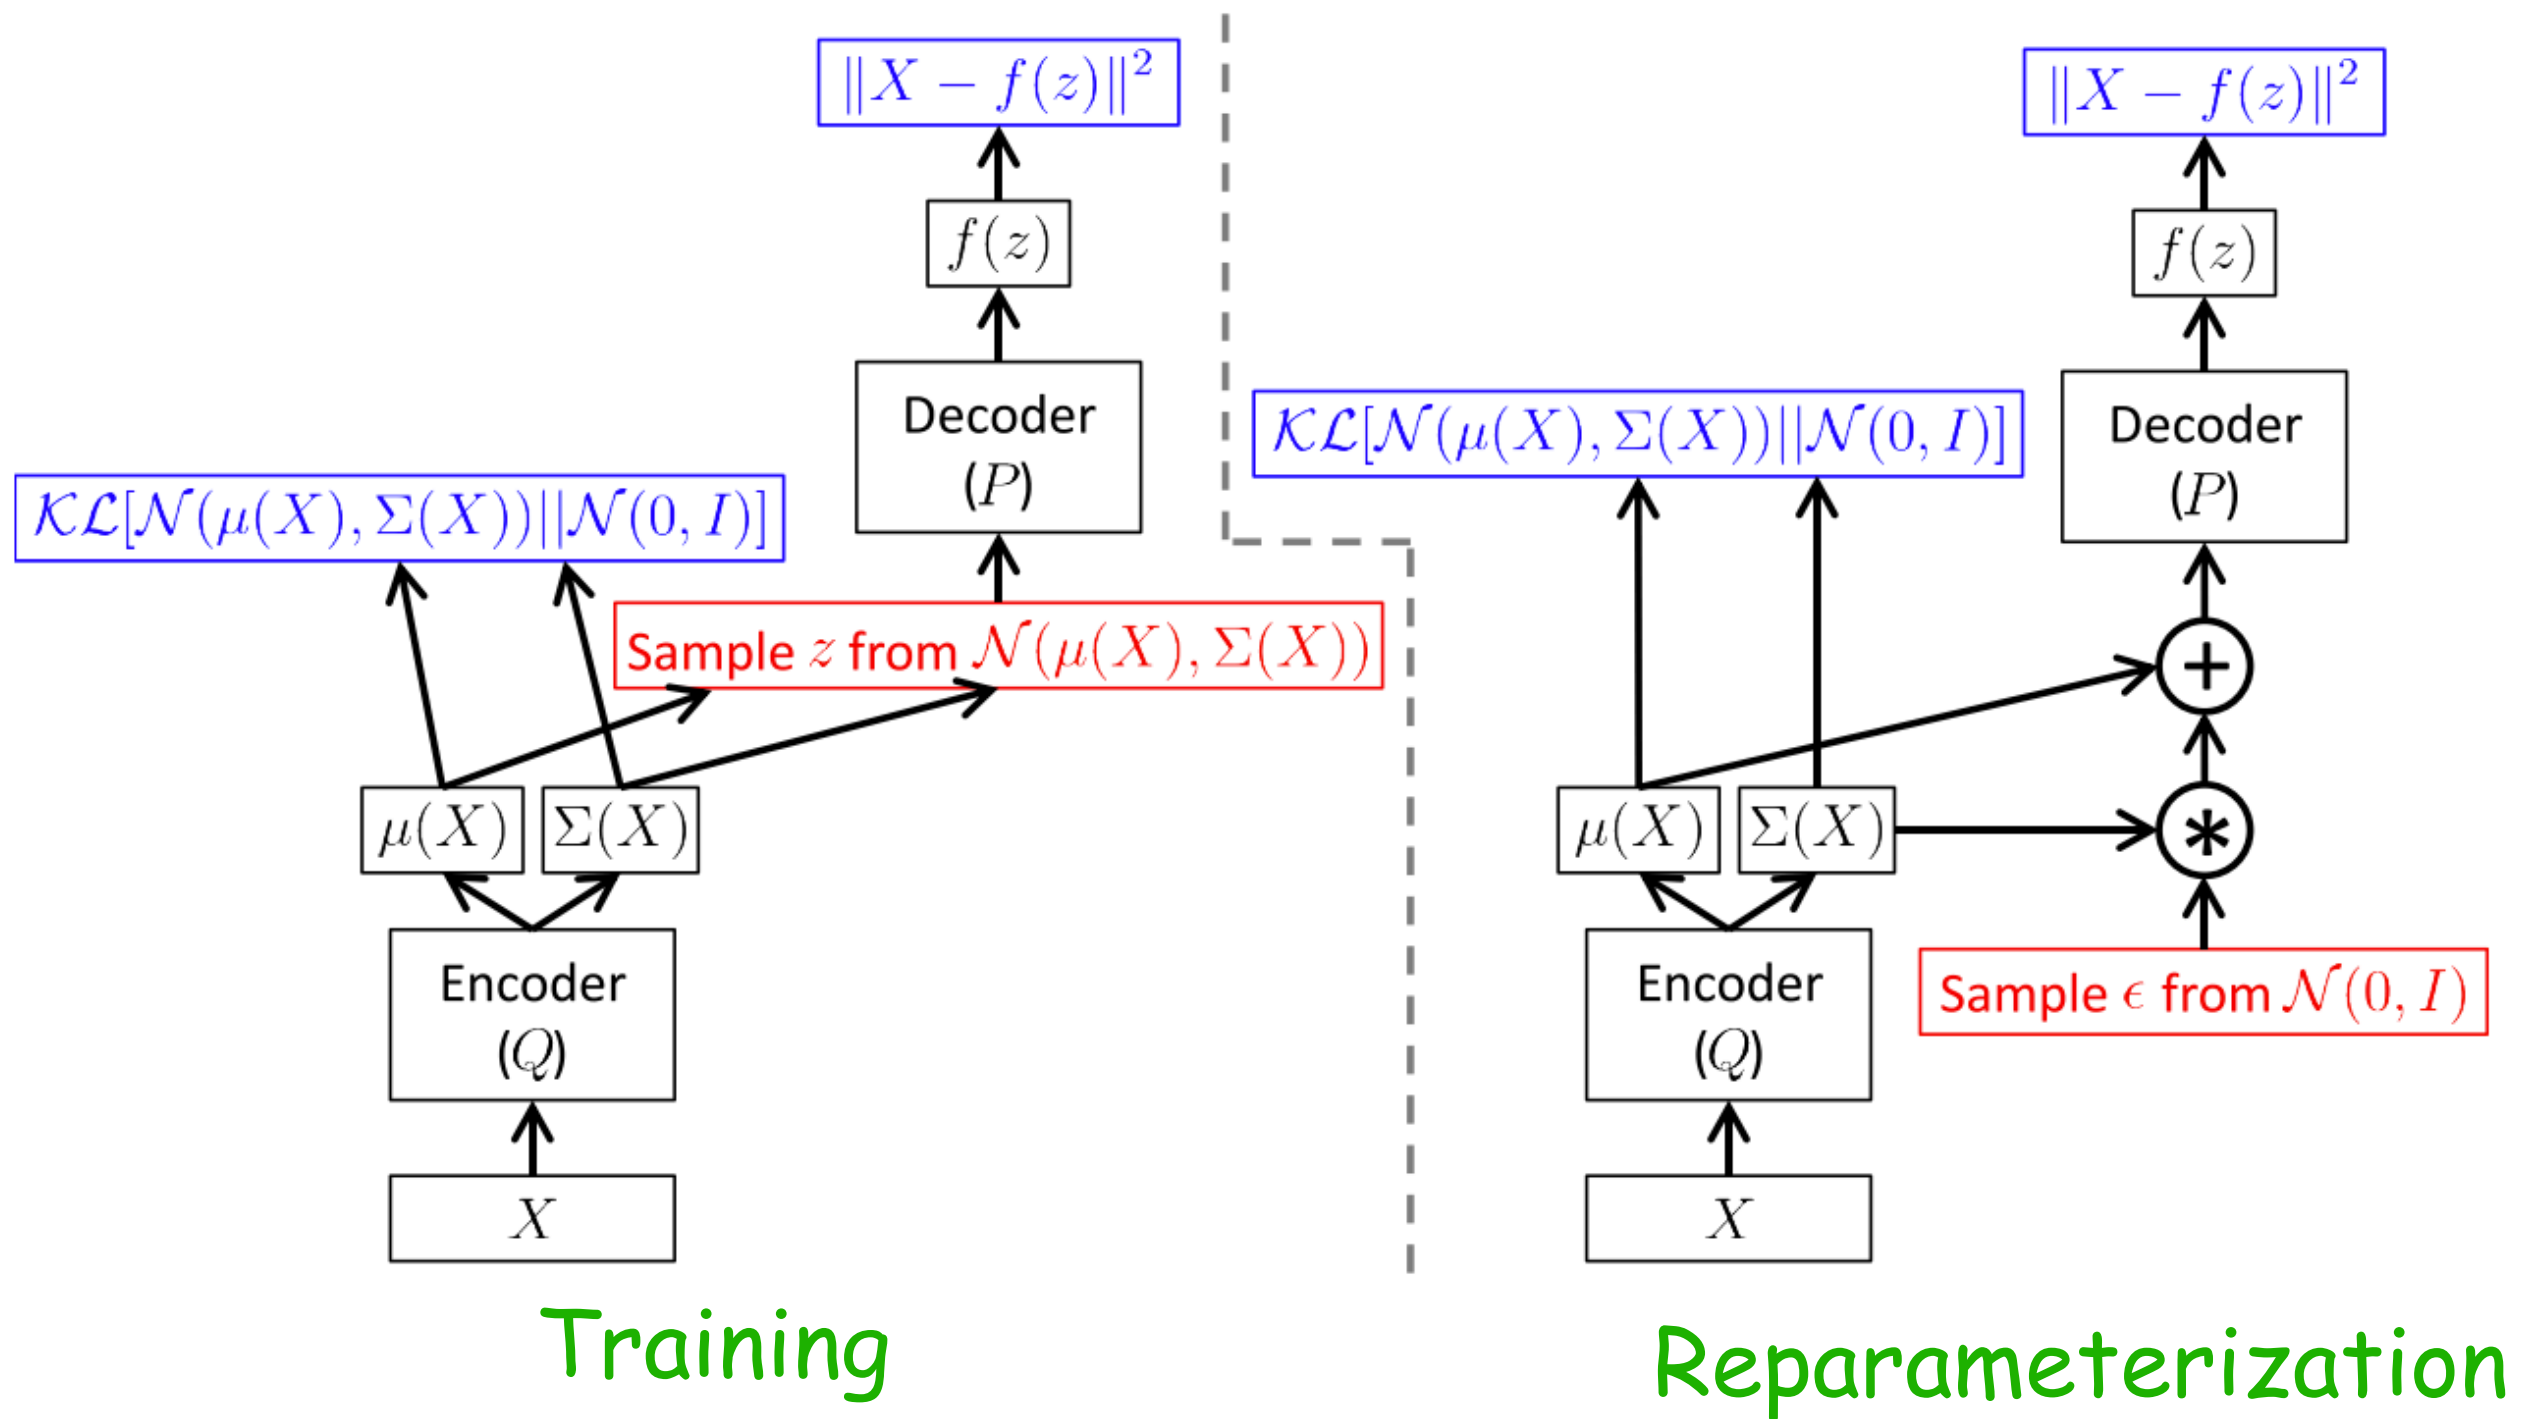 ‖X − f(z)‖²
f(z)
Decoder
(P)
𝒦ℒ[𝒩(μ(X), Σ(X))||𝒩(0, I)]
Sample z from 𝒩(μ(X), Σ(X))
μ(X)
Σ(X)
Encoder
(Q)
X
Training
‖X − f(z)‖²
f(z)
Decoder
(P)
𝒦ℒ[𝒩(μ(X), Σ(X))||𝒩(0, I)]
+
μ(X)
Σ(X)
*
Encoder
(Q)
Sample ϵ from 𝒩(0, I)
X
Reparameterization